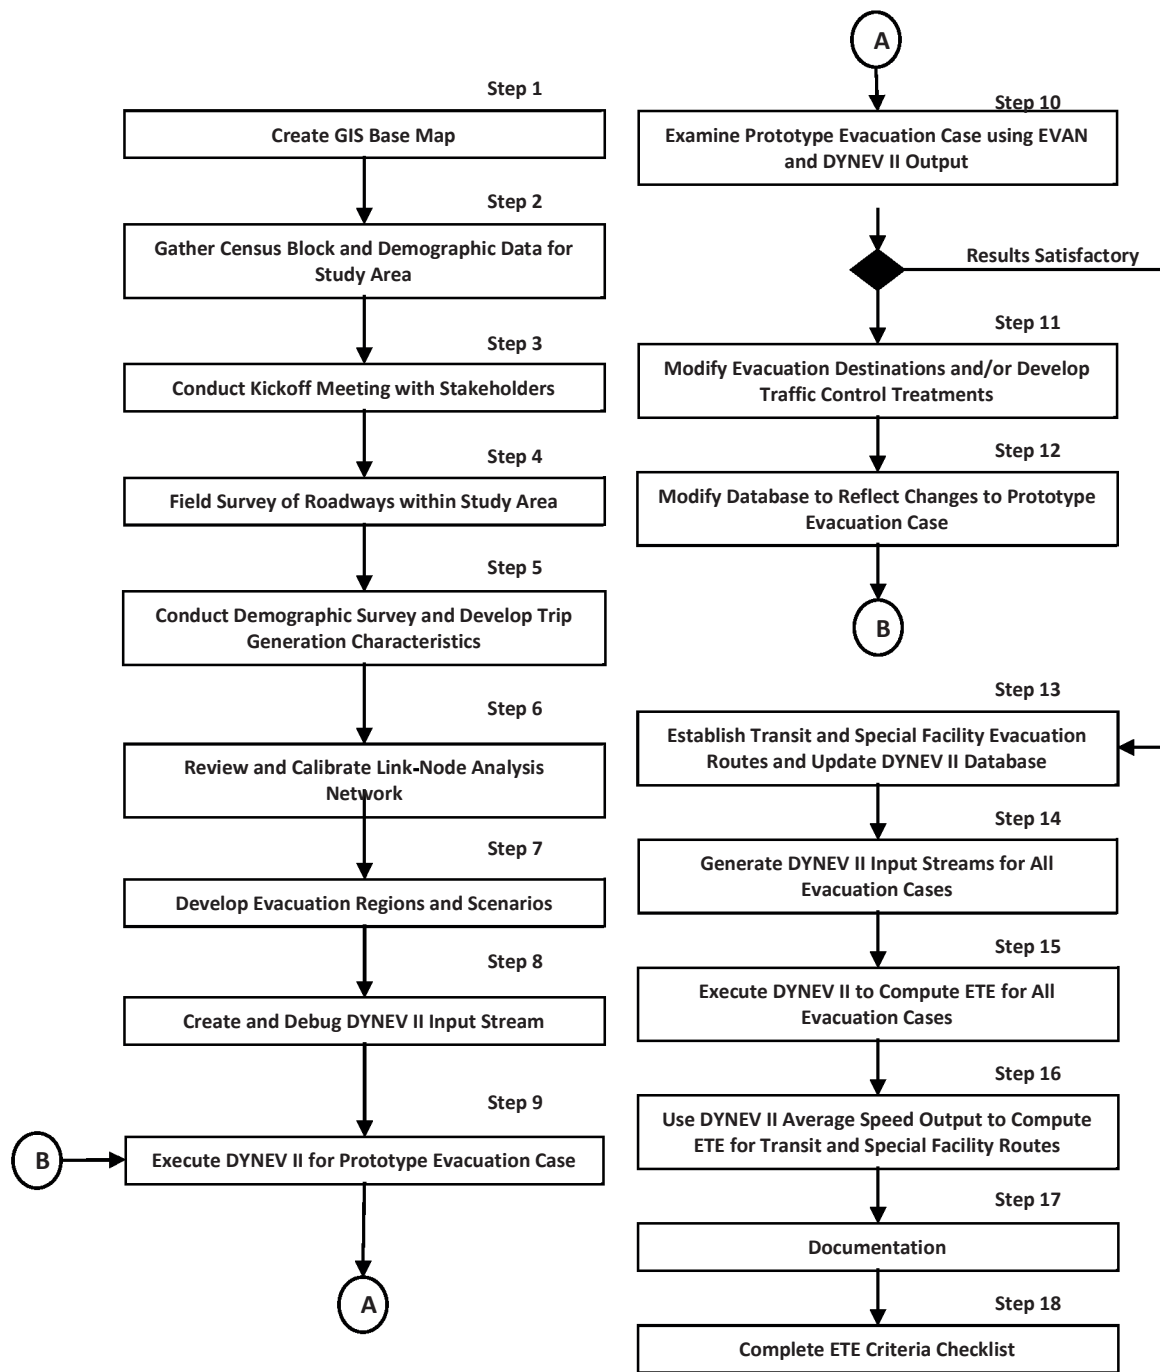 Step 1
Create GIS Base Map
Step 2
Gather Census Block and Demographic Data for
Study Area
Step 3
Conduct Kickoff Meeting with Stakeholders
Step 4
Field Survey of Roadways within Study Area
Step 5
Conduct Demographic Survey and Develop Trip
Generation Characteristics
Step 6
Review and Calibrate Link-Node Analysis
Network
Step 7
Develop Evacuation Regions and Scenarios
Step 8
Create and Debug DYNEV II Input Stream
Step 9
B
Execute DYNEV II for Prototype Evacuation Case
A
A
Step 10
Examine Prototype Evacuation Case using EVAN
and DYNEV II Output
Results Satisfactory
Step 11
Modify Evacuation Destinations and/or Develop
Traffic Control Treatments
Step 12
Modify Database to Reflect Changes to Prototype
Evacuation Case
B
Step 13
Establish Transit and Special Facility Evacuation
Routes and Update DYNEV II Database
Step 14
Generate DYNEV II Input Streams for All
Evacuation Cases
Step 15
Execute DYNEV II to Compute ETE for All
Evacuation Cases
Step 16
Use DYNEV II Average Speed Output to Compute
ETE for Transit and Special Facility Routes
Step 17
Documentation
Step 18
Complete ETE Criteria Checklist